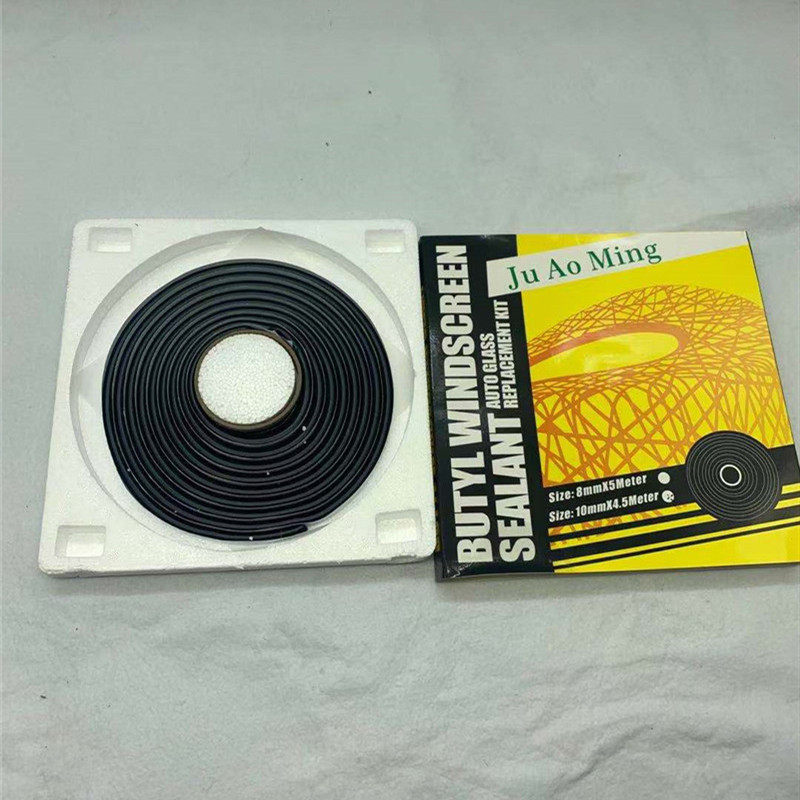 Ju Ao Ming
BUTYL WINDSCREEN
SEALANT
AUTO GLASS
REPLACEMENT KIT
Size: 8mmX5Meter
Size: 10mmX4.5Meter